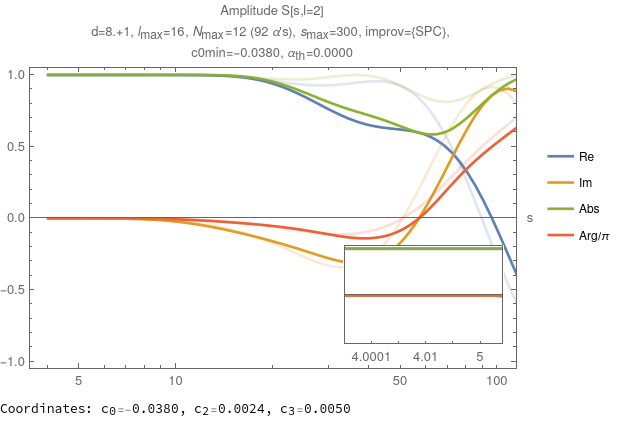 Amplitude S[s,l=2]
d=8.+1, lmax=16, Nmax=12 (92 α's), smax=300, improv={SPC},
c0min=-0.0380, αth=0.0000
1.0
0.5
0.0
-0.5
-1.0
5
10
50
100
s
4.0001
4.01
5
Re
Im
Abs
Arg/π
Coordinates: c0=-0.0380, c2=0.0024, c3=0.0050